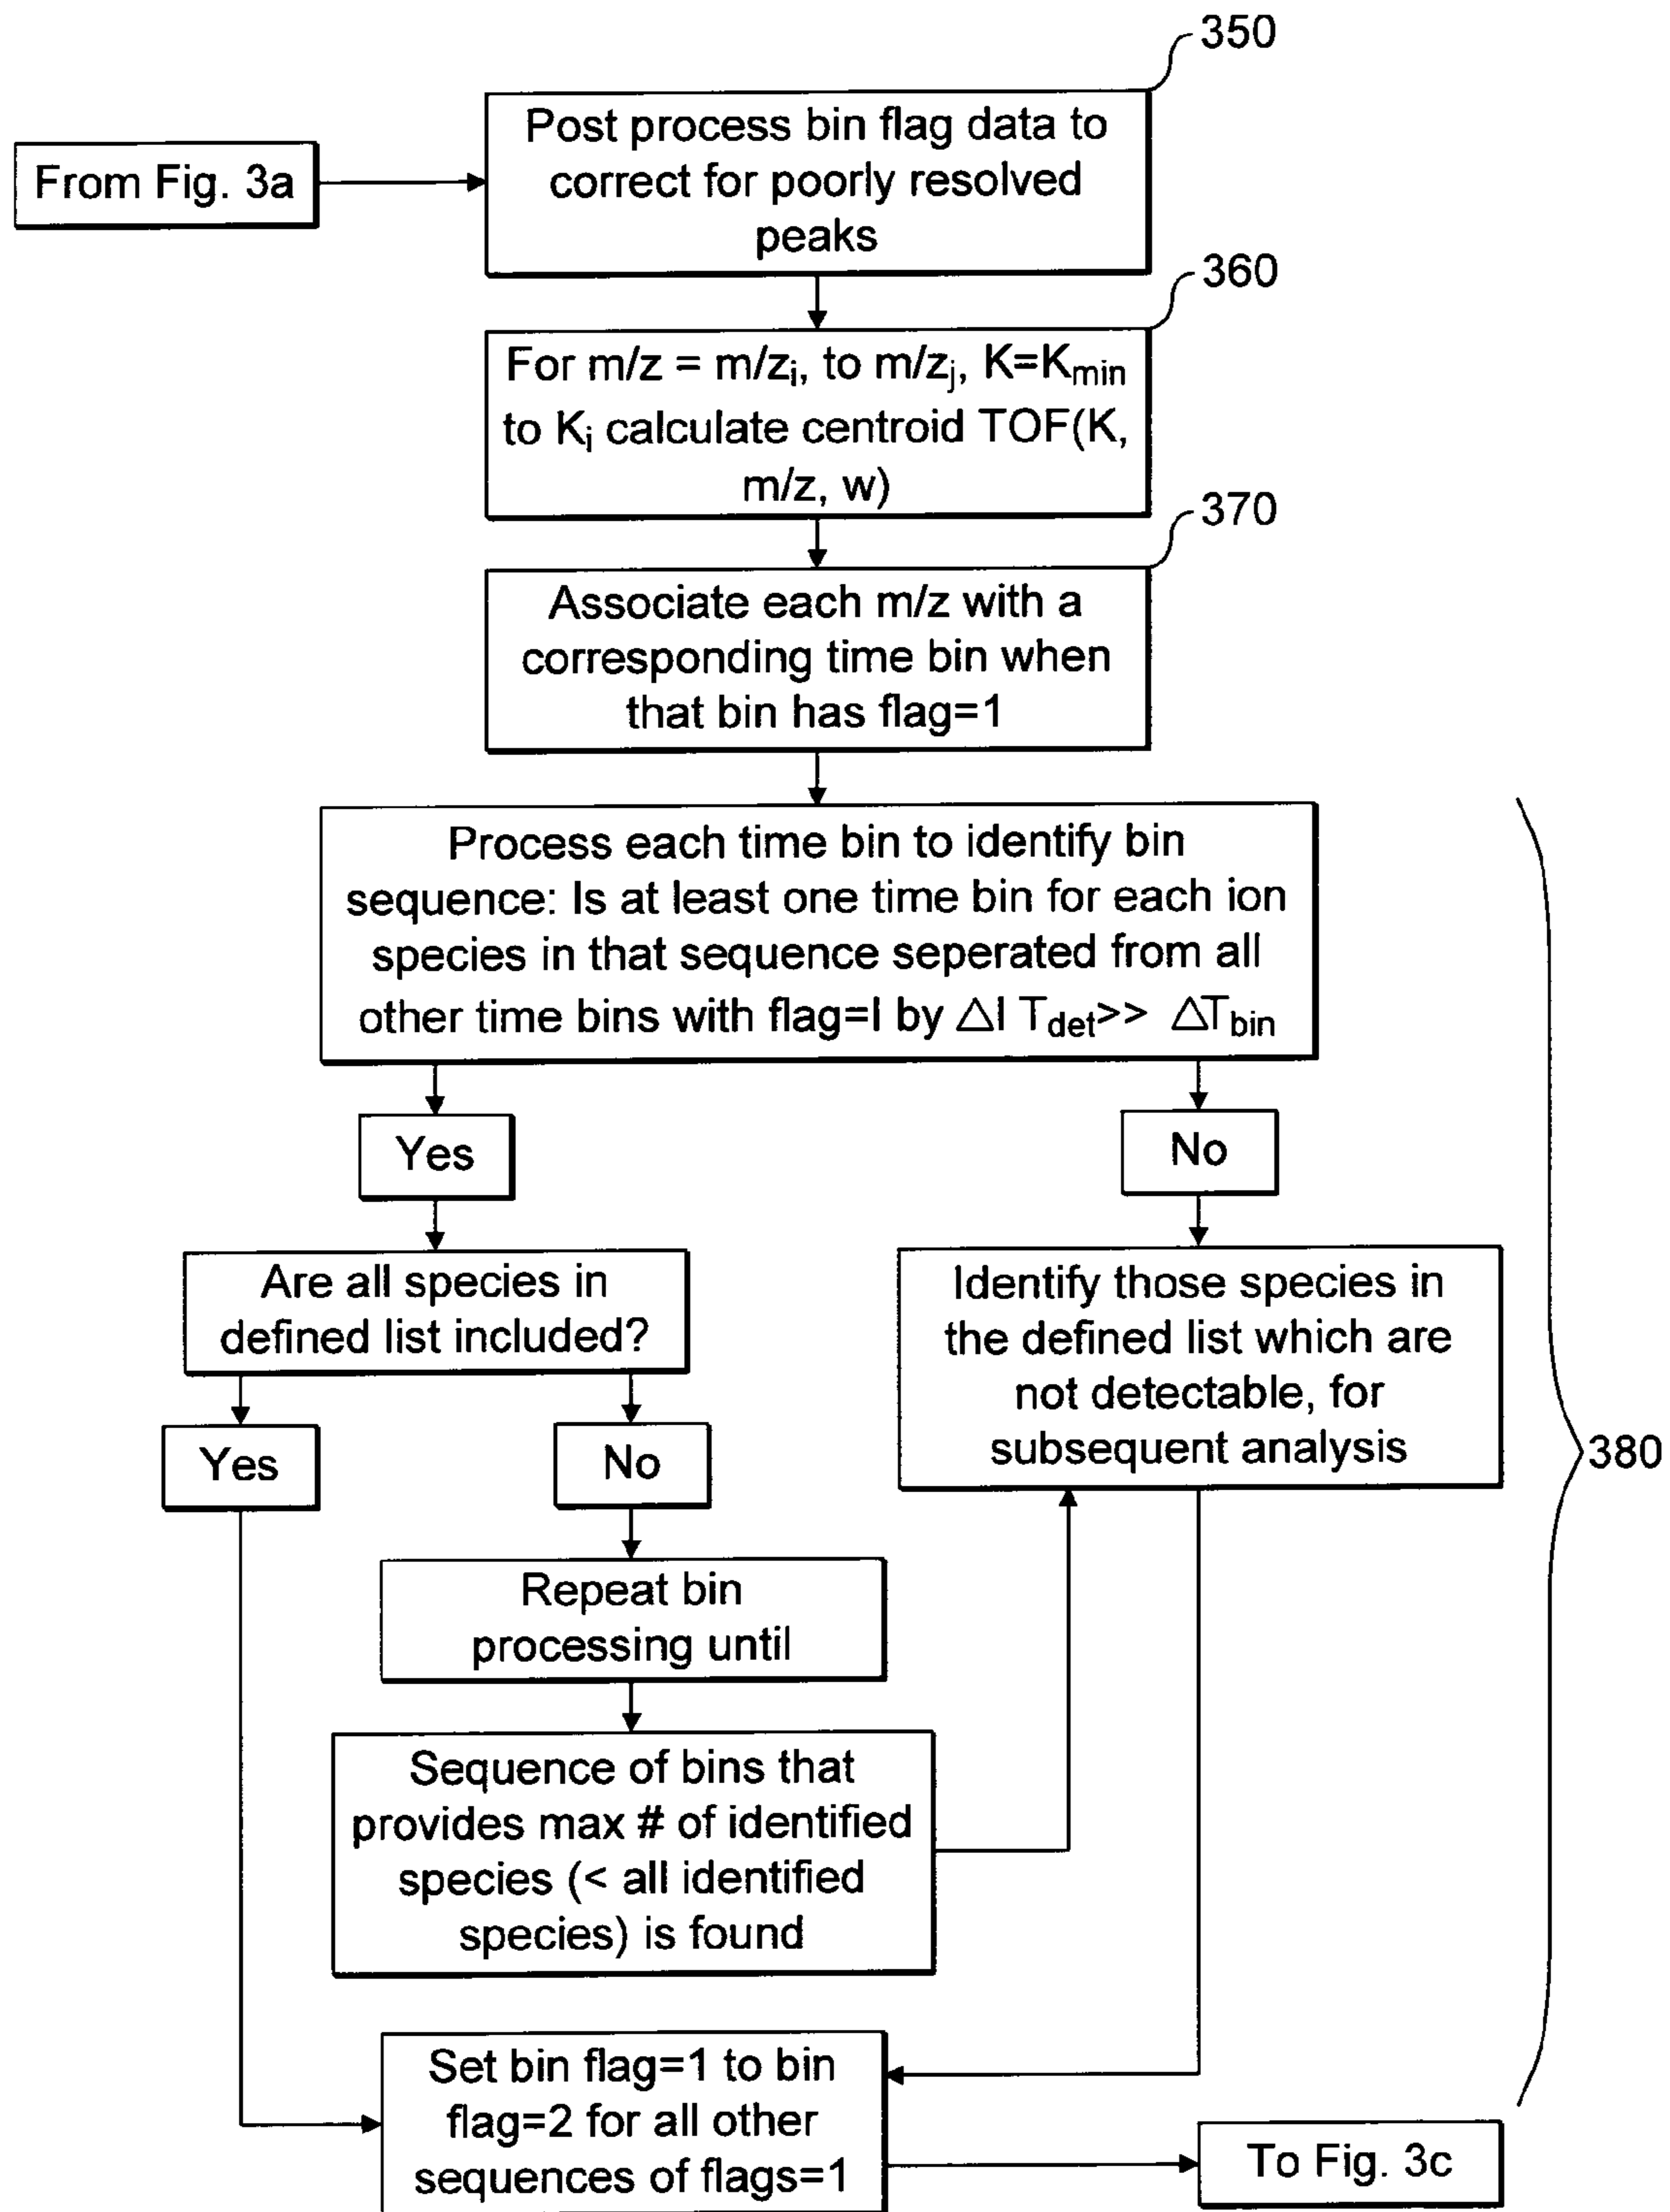 350
Post process bin flag data to
correct for poorly resolved
peaks
From Fig. 3a
360
For m/z = m/zi, to m/zj, K=Kmin
to Ki calculate centroid TOF(K,
m/z, w)
370
Associate each m/z with a
corresponding time bin when
that bin has flag=1
Process each time bin to identify bin
sequence: Is at least one time bin for each ion
species in that sequence seperated from all
other time bins with flag=l by △l Tdet>> △Tbin
Yes
No
Are all species in
defined list included?
Identify those species in
the defined list which are
not detectable, for
subsequent analysis
380
Yes
No
Repeat bin
processing until
Sequence of bins that
provides max # of identified
species (< all identified
species) is found
Set bin flag=1 to bin
flag=2 for all other
sequences of flags=1
To Fig. 3c